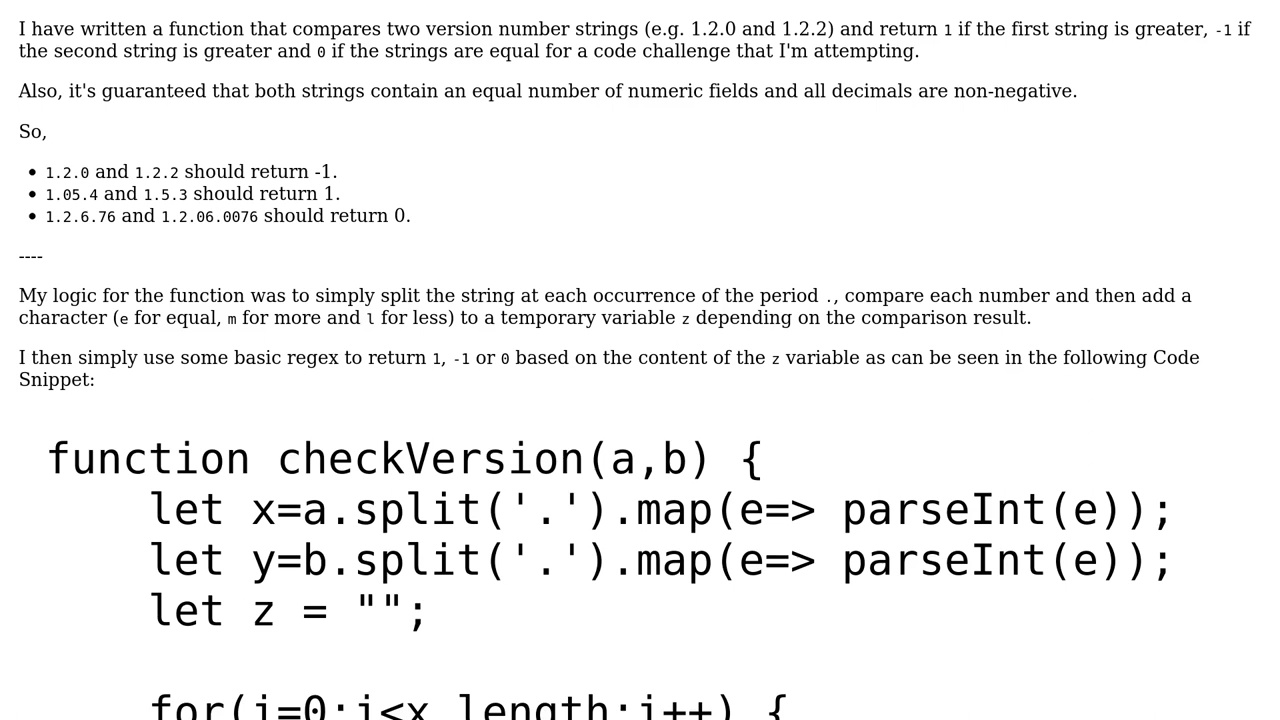 I have written a function that compares two version number strings (e.g. 1.2.0 and 1.2.2) and return 1 if the first string is greater, -1 if
the second string is greater and 0 if the strings are equal for a code challenge that I'm attempting.
Also, it's guaranteed that both strings contain an equal number of numeric fields and all decimals are non-negative.
So,
• 1.2.0 and 1.2.2 should return -1.
• 1.05.4 and 1.5.3 should return 1.
• 1.2.6.76 and 1.2.06.0076 should return 0.
----
My logic for the function was to simply split the string at each occurrence of the period ., compare each number and then add a
character (e for equal, m for more and l for less) to a temporary variable z depending on the comparison result.
I then simply use some basic regex to return 1, -1 or 0 based on the content of the z variable as can be seen in the following Code
Snippet:
function checkVersion(a,b) {
    let x=a.split('.').map(e=> parseInt(e));
    let y=b.split('.').map(e=> parseInt(e));
    let z = "";
    for(i=0;i<x.length;i++) {